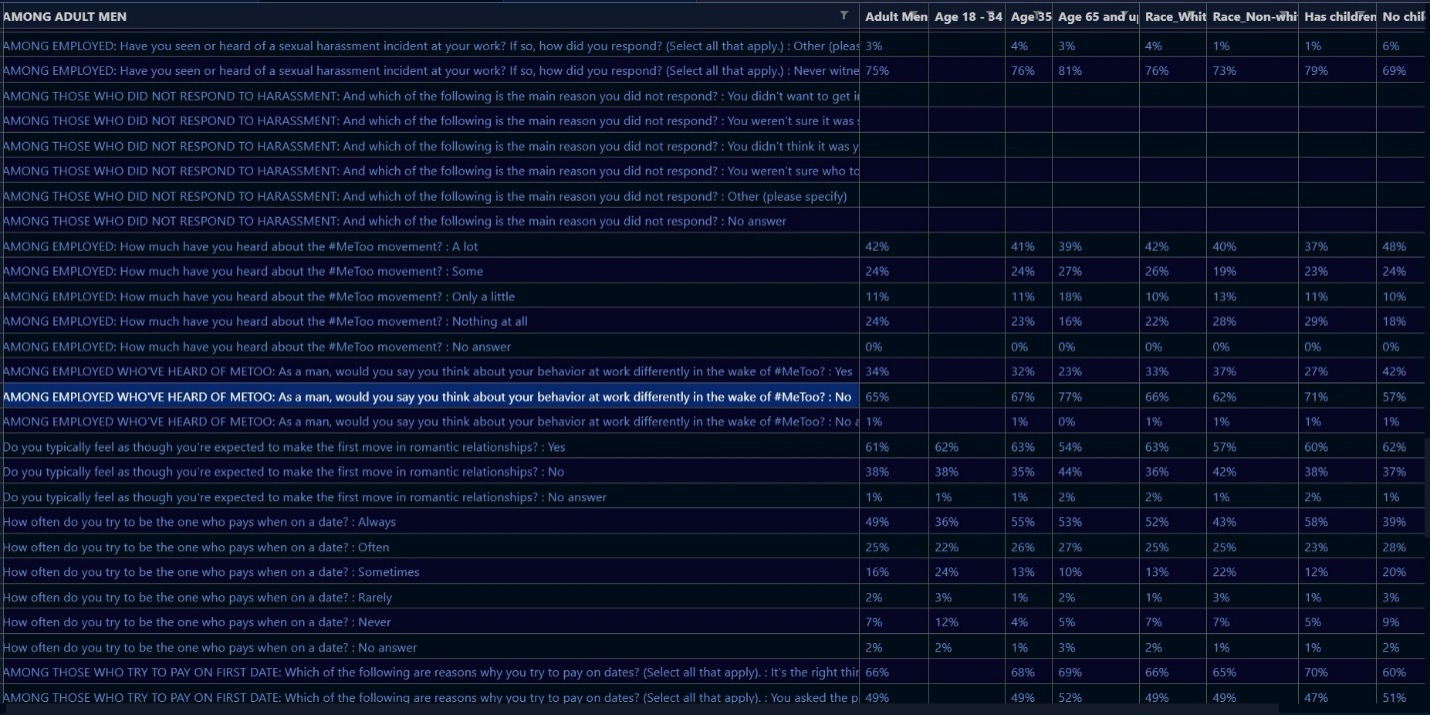 AMONG ADULT MEN Adult Men Age 18 - 34 Age 35 Age 65 and up Race_Whit Race_Non-whi Has children No chil
AMONG EMPLOYED: Have you seen or heard of a sexual harassment incident at your work? If so, how did you respond? (Select all that apply.) : Other (pleas 3% 4% 3% 4% 1% 1% 6%
AMONG EMPLOYED: Have you seen or heard of a sexual harassment incident at your work? If so, how did you respond? (Select all that apply.) : Never witne 75% 76% 81% 76% 73% 79% 69%
AMONG THOSE WHO DID NOT RESPOND TO HARASSMENT: And which of the following is the main reason you did not respond? : You didn't want to get i
AMONG THOSE WHO DID NOT RESPOND TO HARASSMENT: And which of the following is the main reason you did not respond? : You weren't sure it was s
AMONG THOSE WHO DID NOT RESPOND TO HARASSMENT: And which of the following is the main reason you did not respond? : You didn't think it was y
AMONG THOSE WHO DID NOT RESPOND TO HARASSMENT: And which of the following is the main reason you did not respond? : You weren't sure who to
AMONG THOSE WHO DID NOT RESPOND TO HARASSMENT: And which of the following is the main reason you did not respond? : Other (please specify)
AMONG THOSE WHO DID NOT RESPOND TO HARASSMENT: And which of the following is the main reason you did not respond? : No answer
AMONG EMPLOYED: How much have you heard about the #MeToo movement? : A lot 42% 41% 39% 42% 40% 37% 48%
AMONG EMPLOYED: How much have you heard about the #MeToo movement? : Some 24% 24% 27% 26% 19% 23% 24%
AMONG EMPLOYED: How much have you heard about the #MeToo movement? : Only a little 11% 11% 18% 10% 13% 11% 10%
AMONG EMPLOYED: How much have you heard about the #MeToo movement? : Nothing at all 24% 23% 16% 22% 28% 29% 18%
AMONG EMPLOYED: How much have you heard about the #MeToo movement? : No answer 0% 0% 0% 0% 0% 0% 0%
AMONG EMPLOYED WHO'VE HEARD OF METOO: As a man, would you say you think about your behavior at work differently in the wake of #MeToo? : Yes 34% 32% 23% 33% 37% 27% 42%
AMONG EMPLOYED WHO'VE HEARD OF METOO: As a man, would you say you think about your behavior at work differently in the wake of #MeToo? : No 65% 67% 77% 66% 62% 71% 57%
AMONG EMPLOYED WHO'VE HEARD OF METOO: As a man, would you say you think about your behavior at work differently in the wake of #MeToo? : No a 1% 1% 0% 1% 1% 1% 1%
Do you typically feel as though you're expected to make the first move in romantic relationships? : Yes 61% 62% 63% 54% 63% 57% 60% 62%
Do you typically feel as though you're expected to make the first move in romantic relationships? : No 38% 38% 35% 44% 36% 42% 38% 37%
Do you typically feel as though you're expected to make the first move in romantic relationships? : No answer 1% 1% 1% 2% 2% 1% 2% 1%
How often do you try to be the one who pays when on a date? : Always 49% 36% 55% 53% 52% 43% 58% 39%
How often do you try to be the one who pays when on a date? : Often 25% 22% 26% 27% 25% 25% 23% 28%
How often do you try to be the one who pays when on a date? : Sometimes 16% 24% 13% 10% 13% 22% 12% 20%
How often do you try to be the one who pays when on a date? : Rarely 2% 3% 1% 2% 1% 3% 1% 3%
How often do you try to be the one who pays when on a date? : Never 7% 12% 4% 5% 7% 7% 5% 9%
How often do you try to be the one who pays when on a date? : No answer 2% 2% 1% 3% 2% 1% 1% 2%
AMONG THOSE WHO TRY TO PAY ON FIRST DATE: Which of the following are reasons why you try to pay on dates? (Select all that apply). : It's the right thin 66% 68% 69% 66% 65% 70% 60%
AMONG THOSE WHO TRY TO PAY ON FIRST DATE: Which of the following are reasons why you try to pay on dates? (Select all that apply). : You asked the p 49% 49% 52% 49% 49% 47% 51%